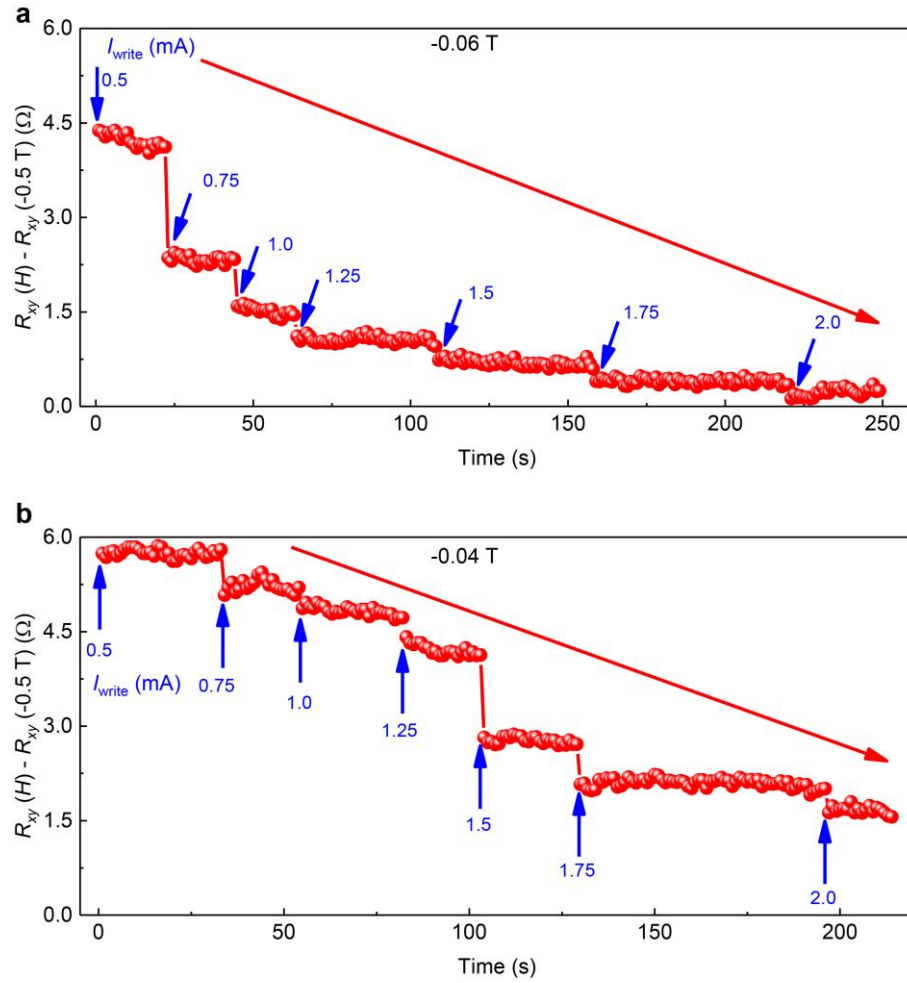 a
6.0
4.5
3.0
1.5
0.0
R_xy (H) - R_xy (-0.5 T) (Ω)
I_write (mA)
-0.06 T
0.5
0.75
1.0
1.25
1.5
1.75
2.0
0 50 100 150 200 250
Time (s)
b
6.0
4.5
3.0
1.5
0.0
R_xy (H) - R_xy (-0.5 T) (Ω)
-0.04 T
0.5
I_write (mA)
0.75
1.0
1.25
1.5
1.75
2.0
0 50 100 150 200
Time (s)